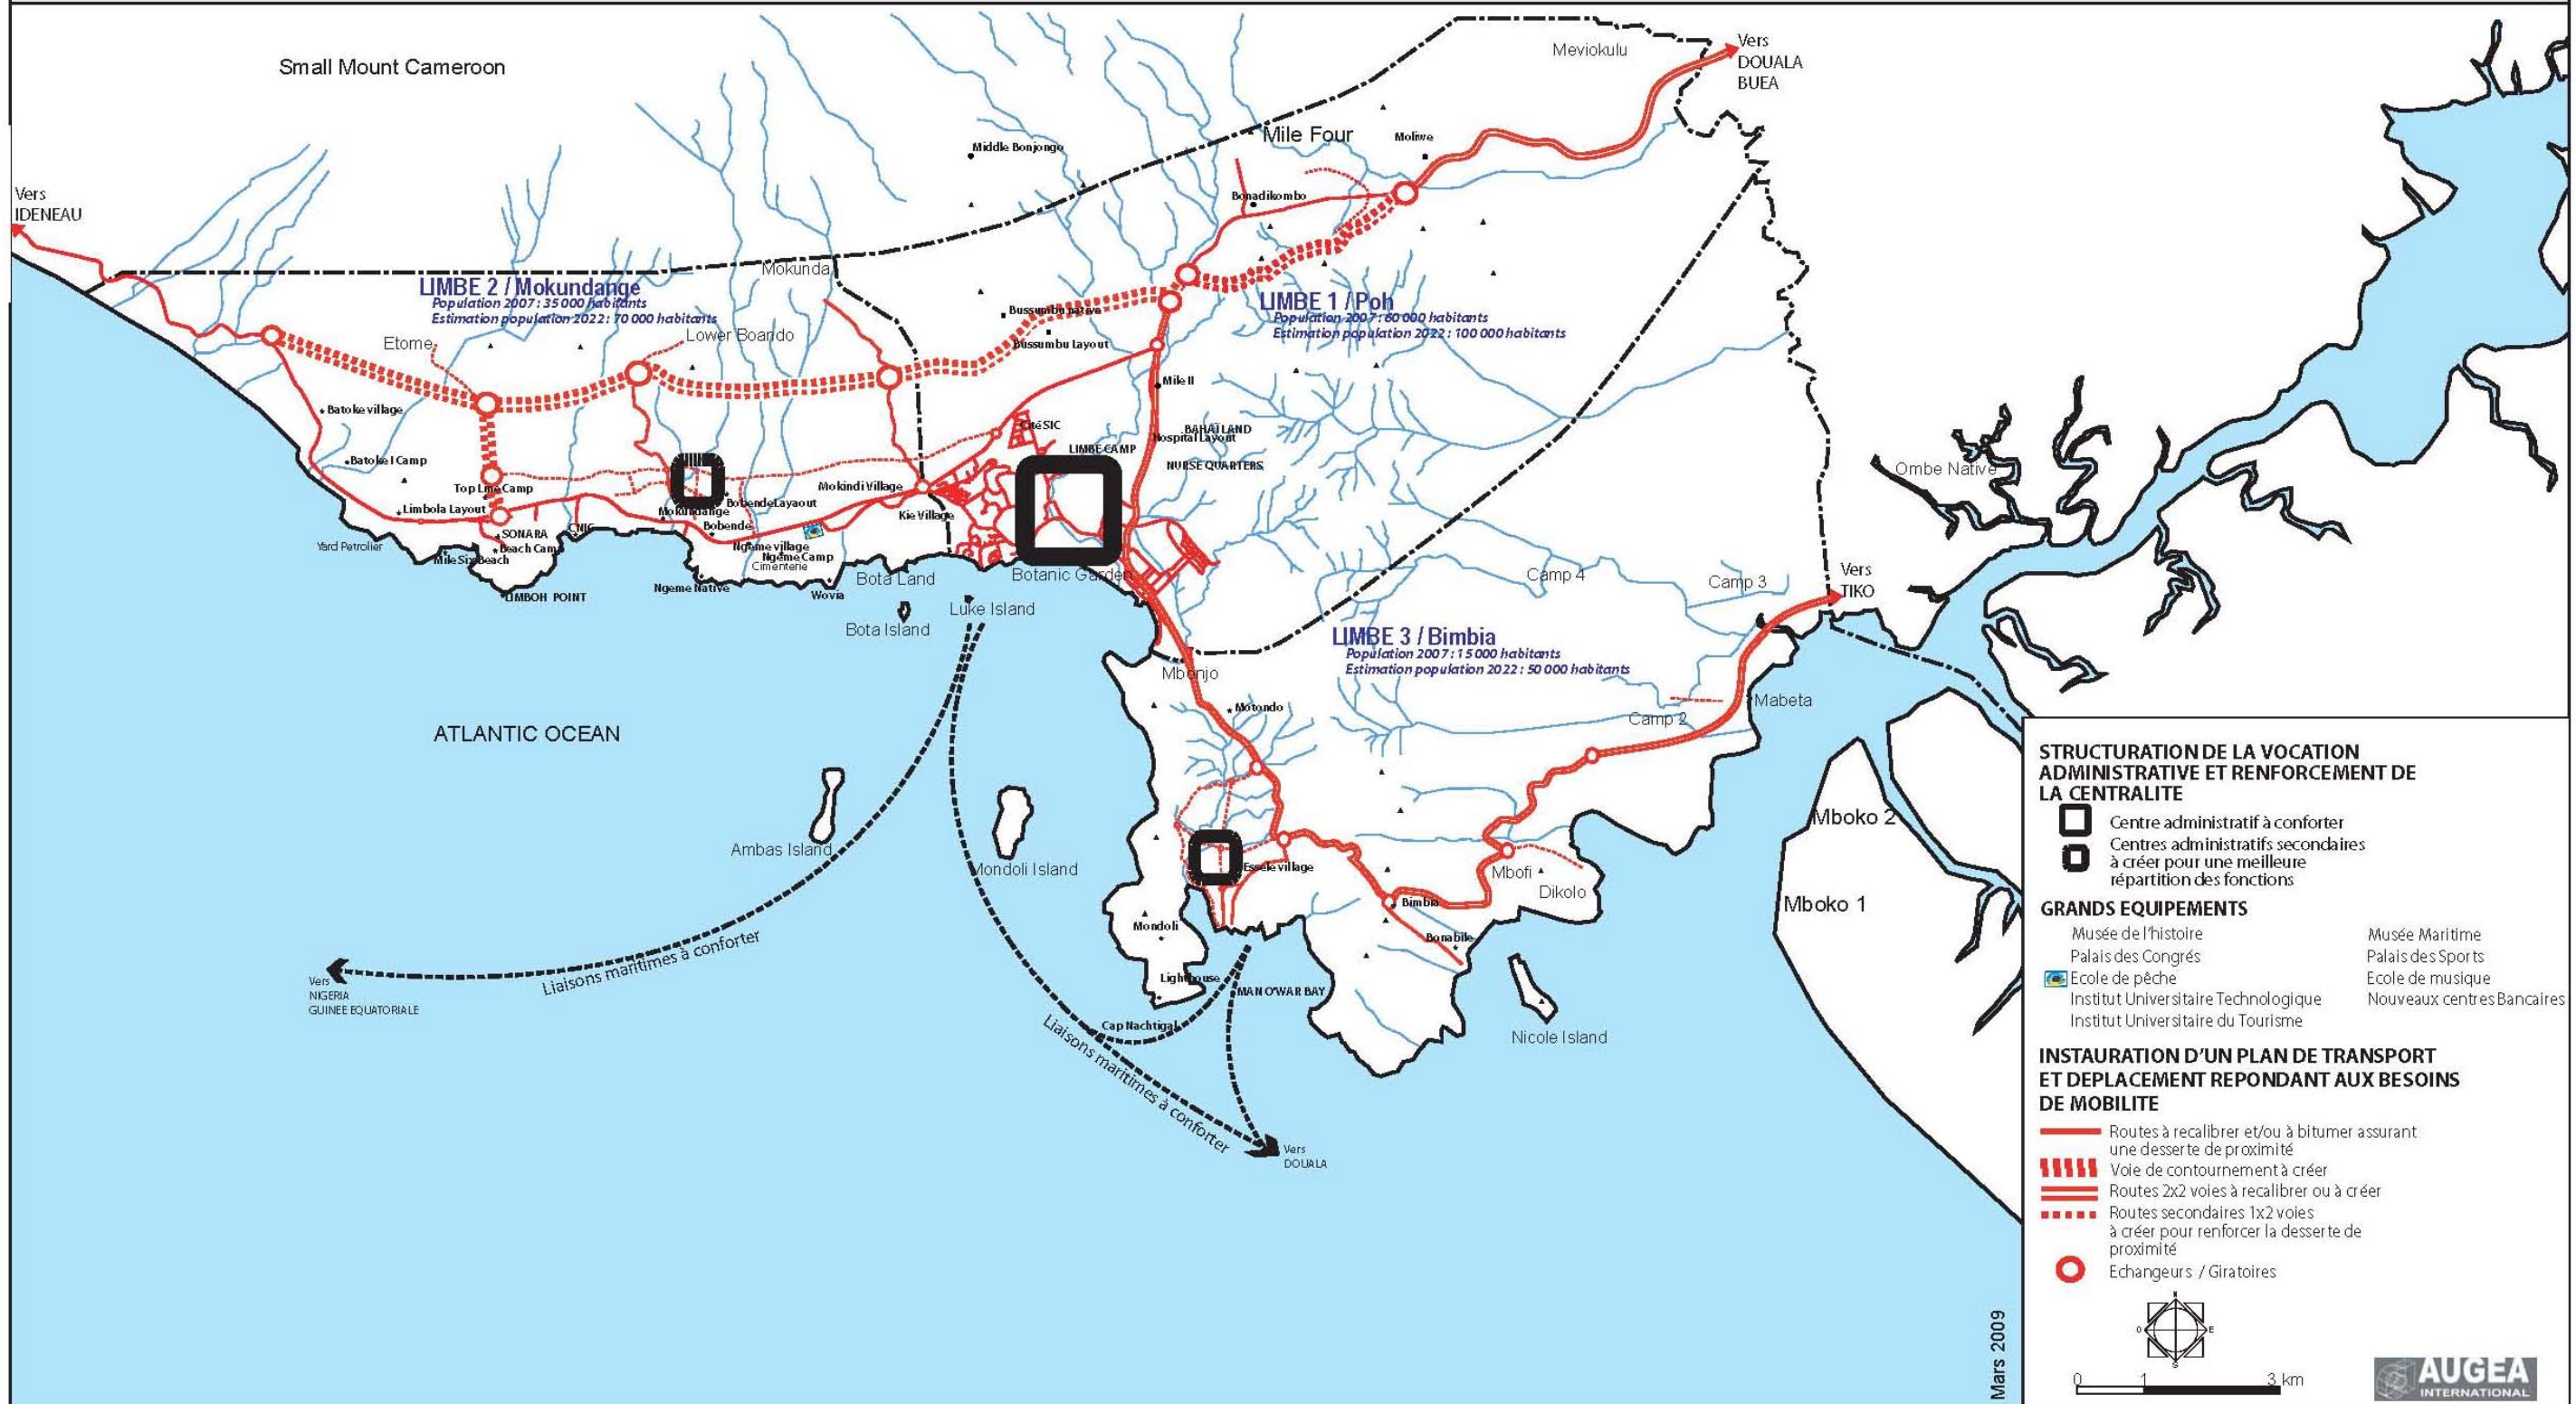 Small Mount Cameroon
Meviokulu
Vers
DOUALA
BUEA
Mile Four
Moliwe
Middle Bonjongo
Bonadikombo
Vers
IDENEAU
Mokunda
LIMBE 2 / Mokundange
Population 2007 : 35 000 habitants
Estimation population 2022 : 70 000 habitants
LIMBE 1 / Poh
Population 2007 : 60 000 habitants
Estimation population 2022 : 100 000 habitants
Bussumbu native
Bussumbu Layout
Etome
Lower Boando
Mile II
Batoke village
Cité SIC
BAHAÏ LAND
Hospital Layout
LIMBE CAMP
NURSE QUARTERS
Batoke I Camp
Ombe Native
Top Line Camp
Mokindi Village
Bobende Layaout
Limbola Layout
Mokundange
Kie Village
Bobende
SONARA
CNIC
Yard Petrolier
Beach Camp
Mile Six Beach
Ngeme village
Ngeme Camp
Cimenterie
Bota Land
Botanic Garden
Camp 4
Camp 3
Vers
TIKO
Ngeme Native
Wovia
LIMBOH POINT
Luke Island
Bota Island
LIMBE 3 / Bimbia
Population 2007 : 15 000 habitants
Estimation population 2022 : 50 000 habitants
Mbonjo
Motondo
Mabeta
Camp 2
ATLANTIC OCEAN
Ambas Island
Mondoli Island
Essele village
Mbofi
Dikolo
Bimbia
Mboko 2
Mboko 1
Mondoli
Bonabile
Liaisons maritimes à conforter
Vers
NIGERIA
GUINEE EQUATORIALE
Lighthouse
MAN O'WAR BAY
Cap Nachtigal
Nicole Island
Liaisons maritimes à conforter
Vers
DOUALA
STRUCTURATION DE LA VOCATION
ADMINISTRATIVE ET RENFORCEMENT DE
LA CENTRALITE
Centre administratif à conforter
Centres administratifs secondaires
à créer pour une meilleure
répartition des fonctions
GRANDS EQUIPEMENTS
Musée de l'histoire
Palais des Congrés
Ecole de pêche
Institut Universitaire Technologique
Institut Universitaire du Tourisme
Musée Maritime
Palais des Sports
Ecole de musique
Nouveaux centres Bancaires
INSTAURATION D'UN PLAN DE TRANSPORT
ET DEPLACEMENT REPONDANT AUX BESOINS
DE MOBILITE
Routes à recalibrer et/ou à bitumer assurant
une desserte de proximité
Voie de contournement à créer
Routes 2x2 voies à recalibrer ou à créer
Routes secondaires 1x2 voies
à créer pour renforcer la desserte de
proximité
Echangeurs / Giratoires
N
O E
S
0 1 3 km
Mars 2009
AUGEA
INTERNATIONAL